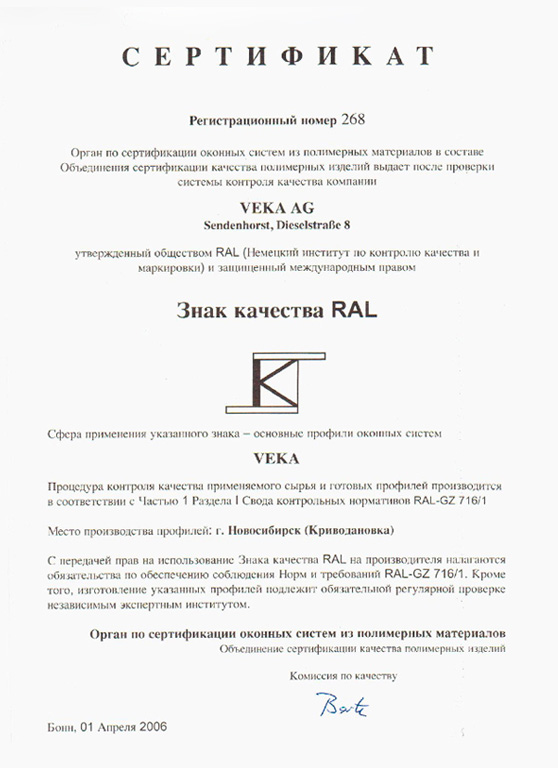 СЕРТИФИКАТ
Регистрационный номер 268
Орган по сертификации оконных систем из полимерных материалов в составе
Объединения сертификации качества полимерных изделий выдает после проверки
системы контроля качества компании
VEKA AG
Sendenhorst, Dieselstraße 8
утвержденный обществом RAL (Немецкий институт по контролю качества и
маркировки) и защищенный международным правом
Знак качества RAL
Сфера применения указанного знака – основные профили оконных систем
VEKA
Процедура контроля качества применяемого сырья и готовых профилей производится
в соответствии с Частью 1 Раздела I Свода контрольных нормативов RAL-GZ 716/1
Место производства профилей: г. Новосибирск (Криводановка)
С передачей прав на использование Знака качества RAL на производителя налагаются
обязательства по обеспечению соблюдения Норм и требований RAL-GZ 716/1. Кроме
того, изготовление указанных профилей подлежит обязательной регулярной проверке
независимым экспертным институтом.
Орган по сертификации оконных систем из полимерных материалов
Объединение сертификации качества полимерных изделий
Комиссия по качеству
Бонн, 01 Апреля 2006